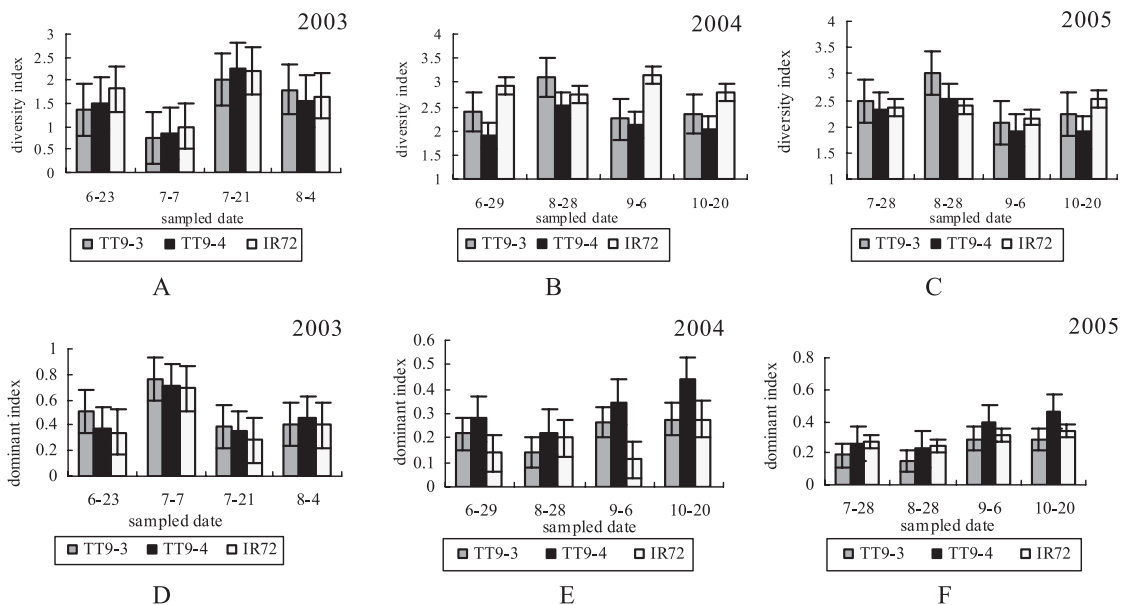 2003
diversity index
3
2.5
2
1.5
1
0.5
0
6-23 7-7 7-21 8-4
sampled date
TT9-3 TT9-4 IR72
A
2004
diversity index
4
3.5
3
2.5
2
1.5
1
6-29 8-28 9-6 10-20
sampled date
TT9-3 TT9-4 IR72
B
2005
diversity index
4
3.5
3
2.5
2
1.5
1
7-28 8-28 9-6 10-20
sampled date
TT9-3 TT9-4 IR72
C
2003
dominant index
1
0.8
0.6
0.4
0.2
0
6-23 7-7 7-21 8-4
sampled date
TT9-3 TT9-4 IR72
D
2004
dominant index
0.6
0.5
0.4
0.3
0.2
0.1
0
6-29 8-28 9-6 10-20
sampled date
TT9-3 TT9-4 IR72
E
2005
dominant index
0.8
0.6
0.4
0.2
0
7-28 8-28 9-6 10-20
sampled date
TT9-3 TT9-4 IR72
F